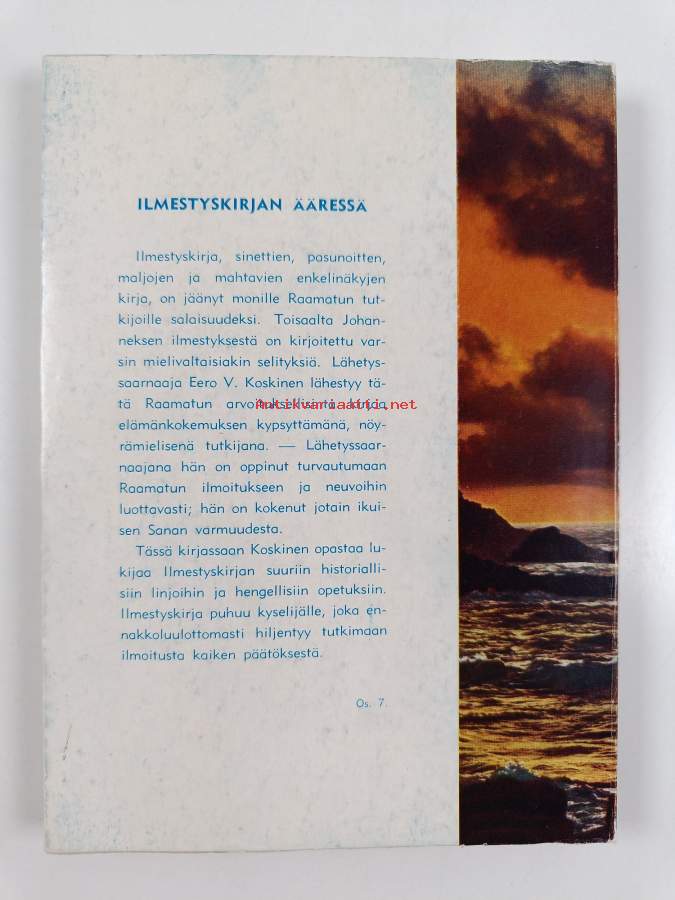 ILMESTYSKIRJAN ÄÄRESSÄ
Ilmestyskirja, sinettien, pasunoitten,
maljojen ja mahtavien enkelinäkyjen
kirja, on jäänyt monille Raamatun tut-
kijoille salaisuudeksi. Toisaalta Johan-
neksen ilmestyksestä on kirjoitettu var-
sin mielivaltaisiakin selityksiä. Lähetys-
saarnaaja Eero V. Koskinen lähestyy tä-
tä Raamatun arvoituksellisinta kirjaa
Antikvariaatti.net
elämänkokemuksen kypsyttämänä, nöy-
rämielisenä tutkijana. — Lähetyssaar-
naajana hän on oppinut turvautumaan
Raamatun ilmoitukseen ja neuvoihin
luottavasti; hän on kokenut jotain ikui-
sen Sanan varmuudesta.
Tässä kirjassaan Koskinen opastaa lu-
kijaa Ilmestyskirjan suuriin historialli-
siin linjoihin ja hengellisiin opetuksiin.
Ilmestyskirja puhuu kyselijälle, joka en-
nakkoluulottomasti hiljentyy tutkimaan
ilmoitusta kaiken päätöksestä.
Os. 7.